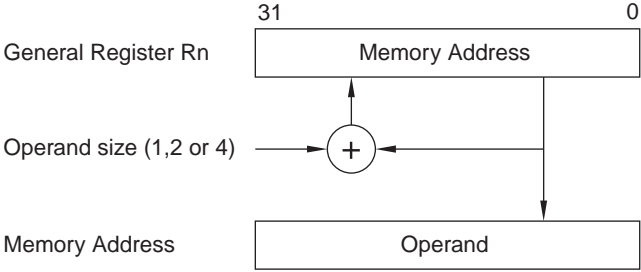 31 0
General Register Rn Memory Address
Operand size (1,2 or 4) +
Memory Address Operand